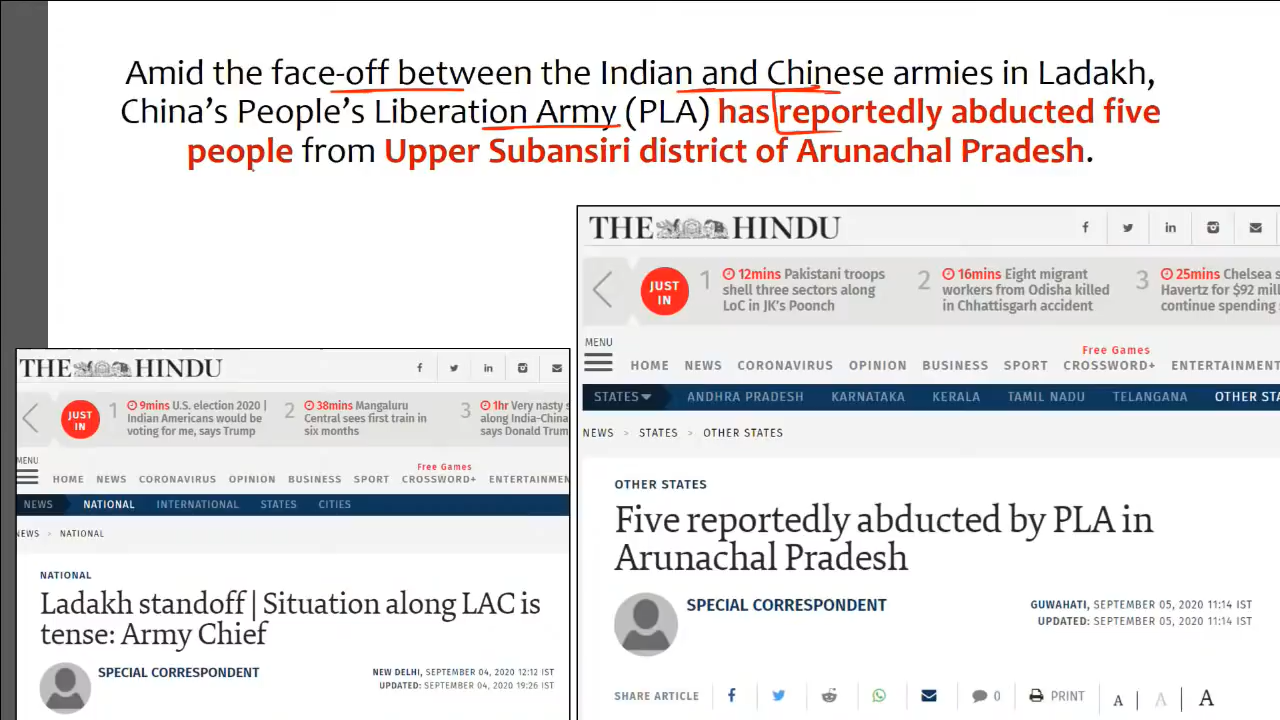 Amid the face-off between the Indian and Chinese armies in Ladakh,
China's People's Liberation Army (PLA) has reportedly abducted five
people from Upper Subansiri district of Arunachal Pradesh.
THE HINDU
JUST IN
1 12mins Pakistani troops
shell three sectors along
LoC in JK's Poonch
2 16mins Eight migrant
workers from Odisha killed
in Chhattisgarh accident
3 25mins Chelsea s
Havertz for $92 mill
continue spending
MENU
Free Games
HOME NEWS CORONAVIRUS OPINION BUSINESS SPORT CROSSWORD+ ENTERTAINMENT
STATES ANDHRA PRADESH KARNATAKA KERALA TAMIL NADU TELANGANA OTHER STA
NEWS > STATES > OTHER STATES
OTHER STATES
Five reportedly abducted by PLA in
Arunachal Pradesh
SPECIAL CORRESPONDENT
GUWAHATI, SEPTEMBER 05, 2020 11:14 IST
UPDATED: SEPTEMBER 05, 2020 11:14 IST
SHARE ARTICLE 0 PRINT A A A
THE HINDU
JUST IN
1 9mins U.S. election 2020 |
Indian Americans would be
voting for me, says Trump
2 38mins Mangaluru
Central sees first train in
six months
3 1hr Very nasty s
along India-China
says Donald Trum
MENU
Free Games
HOME NEWS CORONAVIRUS OPINION BUSINESS SPORT CROSSWORD+ ENTERTAINMEN
NEWS NATIONAL INTERNATIONAL STATES CITIES
NEWS > NATIONAL
NATIONAL
Ladakh standoff | Situation along LAC is
tense: Army Chief
SPECIAL CORRESPONDENT
NEW DELHI, SEPTEMBER 04, 2020 12:12 IST
UPDATED: SEPTEMBER 04, 2020 19:26 IST